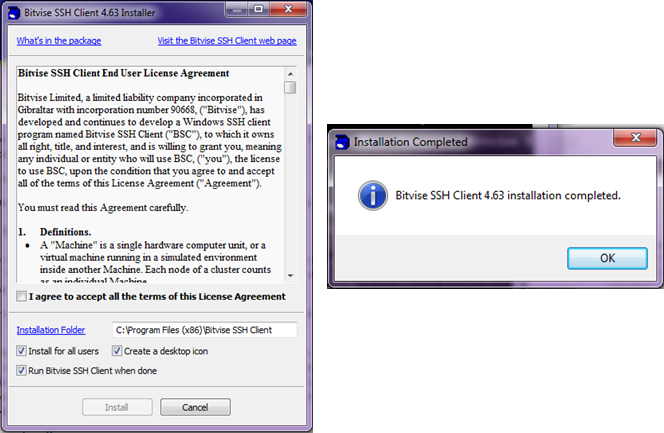 Bitvise SSH Client 4.63 Installer
What's in the package
Visit the Bitvise SSH Client web page
Bitvise SSH Client End User License Agreement
Bitvise Limited, a limited liability company incorporated in
Gibraltar with incorporation number 90668, ("Bitvise"), has
developed and continues to develop a Windows SSH client
program named Bitvise SSH Client ("BSC"), to which it owns
all right, title, and interest, and is willing to grant you, meaning
any individual or entity who will use BSC, ("you"), the license
to use BSC, upon the condition that you agree to and accept
all of the terms of this License Agreement ("Agreement").
You must read this Agreement carefully.
1. Definitions.
• A "Machine" is a single hardware computer unit, or a
virtual machine running in a simulated environment
inside another Machine. Each node of a cluster counts
as an individual Machine.
I agree to accept all the terms of this License Agreement
Installation Folder
C:\Program Files (x86)\Bitvise SSH Client
Install for all users
Create a desktop icon
Run Bitvise SSH Client when done
Install
Cancel
Installation Completed
Bitvise SSH Client 4.63 installation completed.
OK